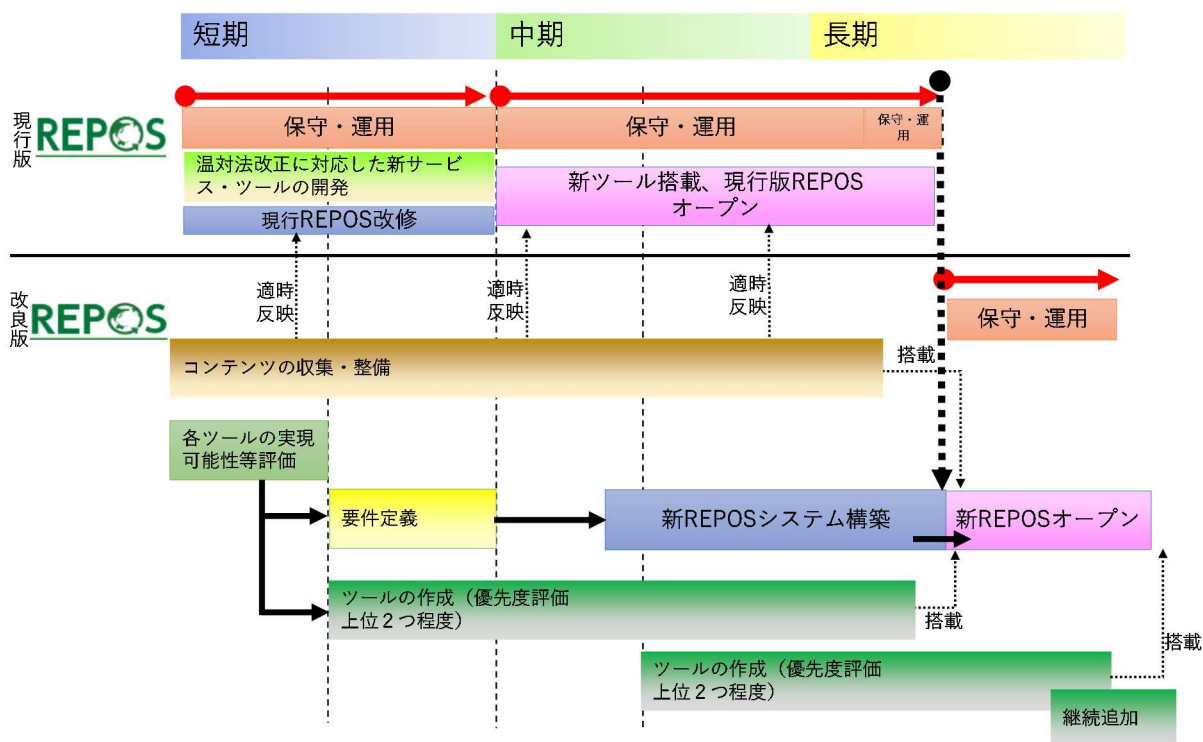 短期
中期
長期
現行版
REPOS
保守・運用
保守・運用
保守・運
用
温対法改正に対応した新サービ
ス・ツールの開発
新ツール搭載、現行版REPOS
オープン
現行REPOS改修
適時
反映
適時
反映
適時
反映
改良版
REPOS
保守・運用
コンテンツの収集・整備
搭載
各ツールの実現
可能性等評価
要件定義
新REPOSシステム構築
新REPOSオープン
ツールの作成（優先度評価
上位２つ程度）
搭載
搭載
ツールの作成（優先度評価
上位２つ程度）
継続追加